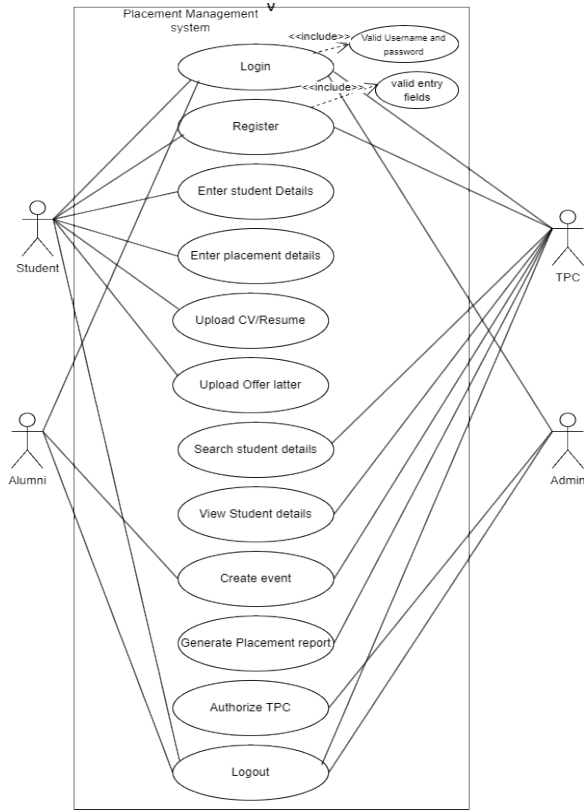 Placement Management
system
V
<<include>>
Valid Username and
password
Login
<<include>>
valid entry
fields
Register
Enter student Details
Student
Enter placement details
TPC
Upload CV/Resume
Upload Offer latter
Search student details
Alumni
Admin
View Student details
Create event
Generate Placement report
Authorize TPC
Logout